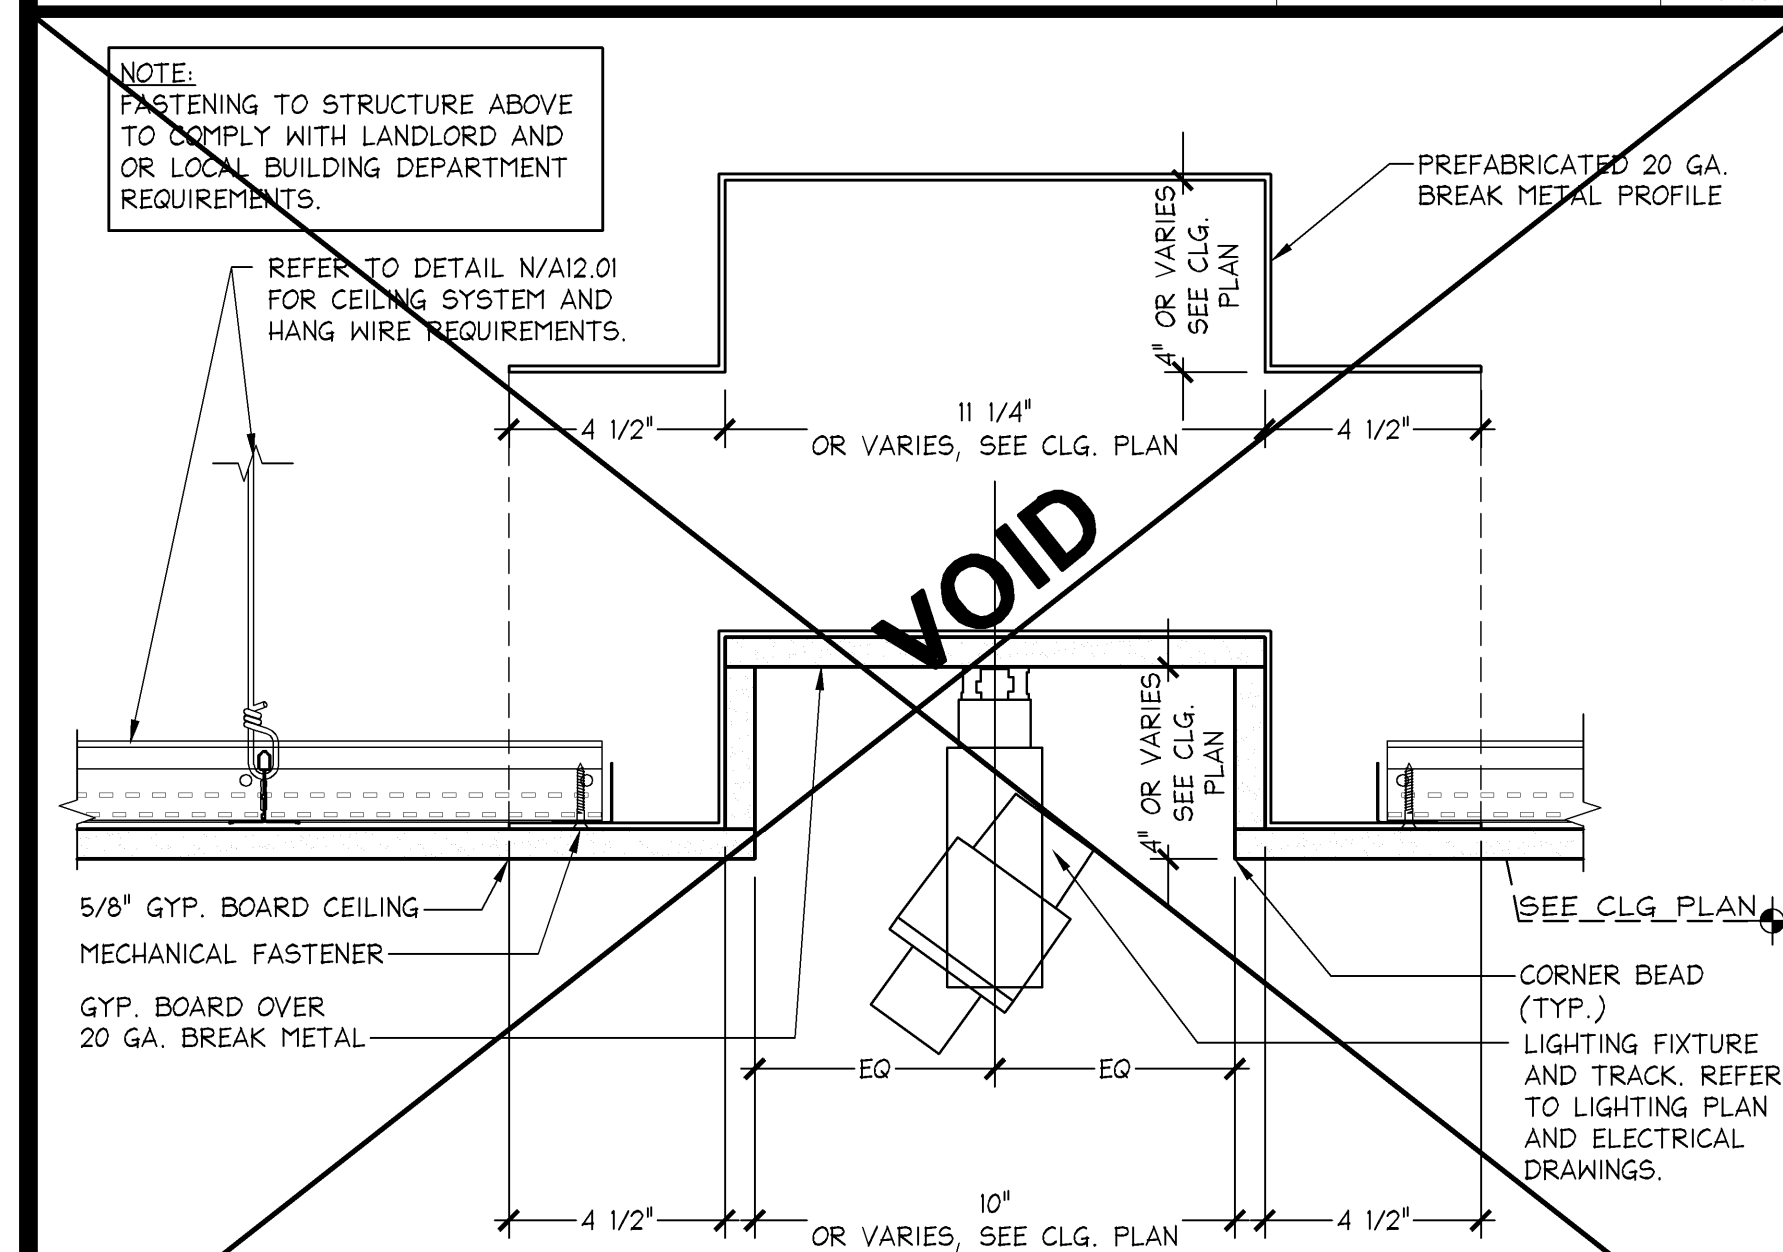 NOTE:
FASTENING TO STRUCTURE ABOVE
TO COMPLY WITH LANDLORD AND
OR LOCAL BUILDING DEPARTMENT
REQUIREMENTS.
PREFABRICATED 20 GA.
BREAK METAL PROFILE
4" OR VARIES
SEE CLG.
PLAN
REFER TO DETAIL N/A12.01
FOR CEILING SYSTEM AND
HANG WIRE REQUIREMENTS.
4 1/2"
11 1/4"
OR VARIES, SEE CLG. PLAN
4 1/2"
VOID
4" OR VARIES
SEE CLG.
PLAN
5/8" GYP. BOARD CEILING
MECHANICAL FASTENER
GYP. BOARD OVER
20 GA. BREAK METAL
SEE CLG PLAN
CORNER BEAD
(TYP.)
LIGHTING FIXTURE
AND TRACK. REFER
TO LIGHTING PLAN
AND ELECTRICAL
DRAWINGS.
EQ
EQ
4 1/2"
10"
OR VARIES, SEE CLG. PLAN
4 1/2"